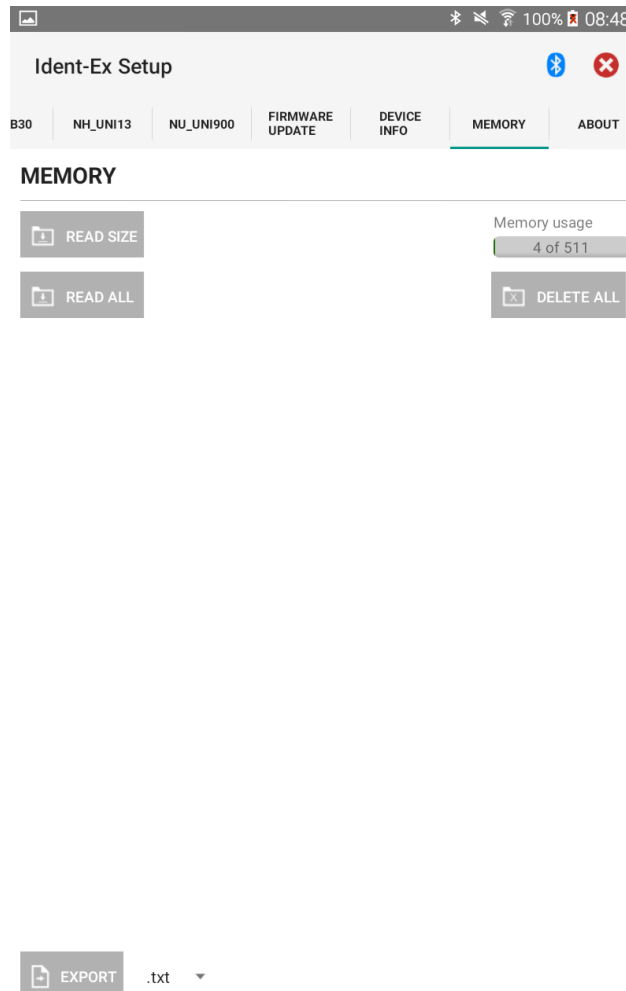 100% 08:48
Ident-Ex Setup
B30 NH_UNI13 NU_UNI900 FIRMWARE UPDATE DEVICE INFO MEMORY ABOUT
MEMORY
READ SIZE
Memory usage
4 of 511
READ ALL
DELETE ALL
EXPORT .txt